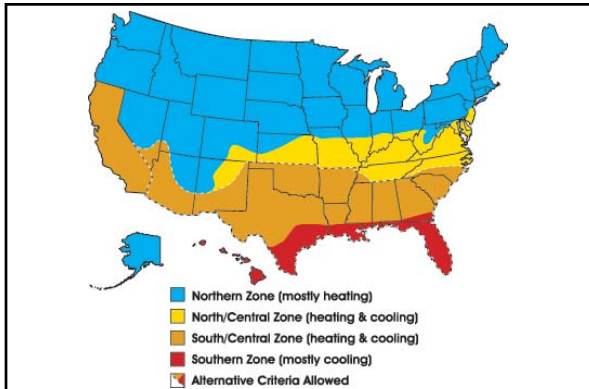 Northern Zone (mostly heating)
North/Central Zone (heating & cooling)
South/Central Zone (heating & cooling)
Southern Zone (mostly cooling)
Alternative Criteria Allowed